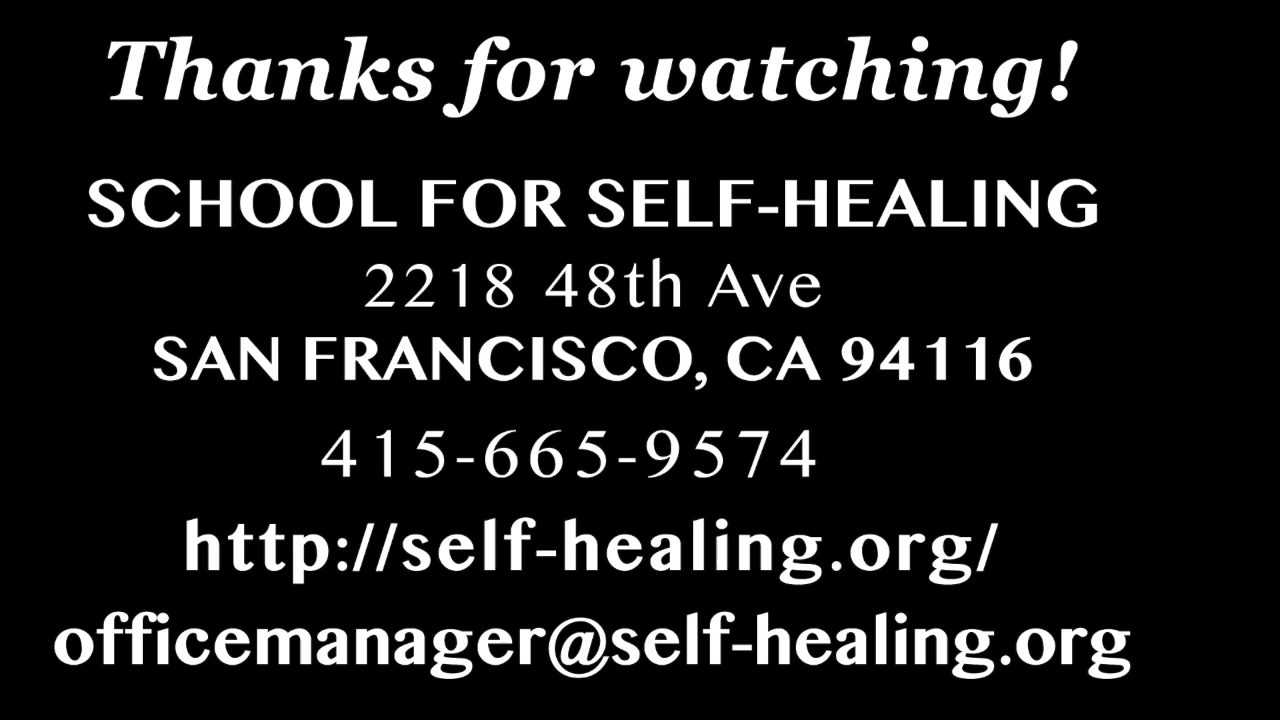 Thanks for watching!
SCHOOL FOR SELF-HEALING
2218 48th Ave
SAN FRANCISCO, CA 94116
415-665-9574
http://self-healing.org/
officemanager@self-healing.org